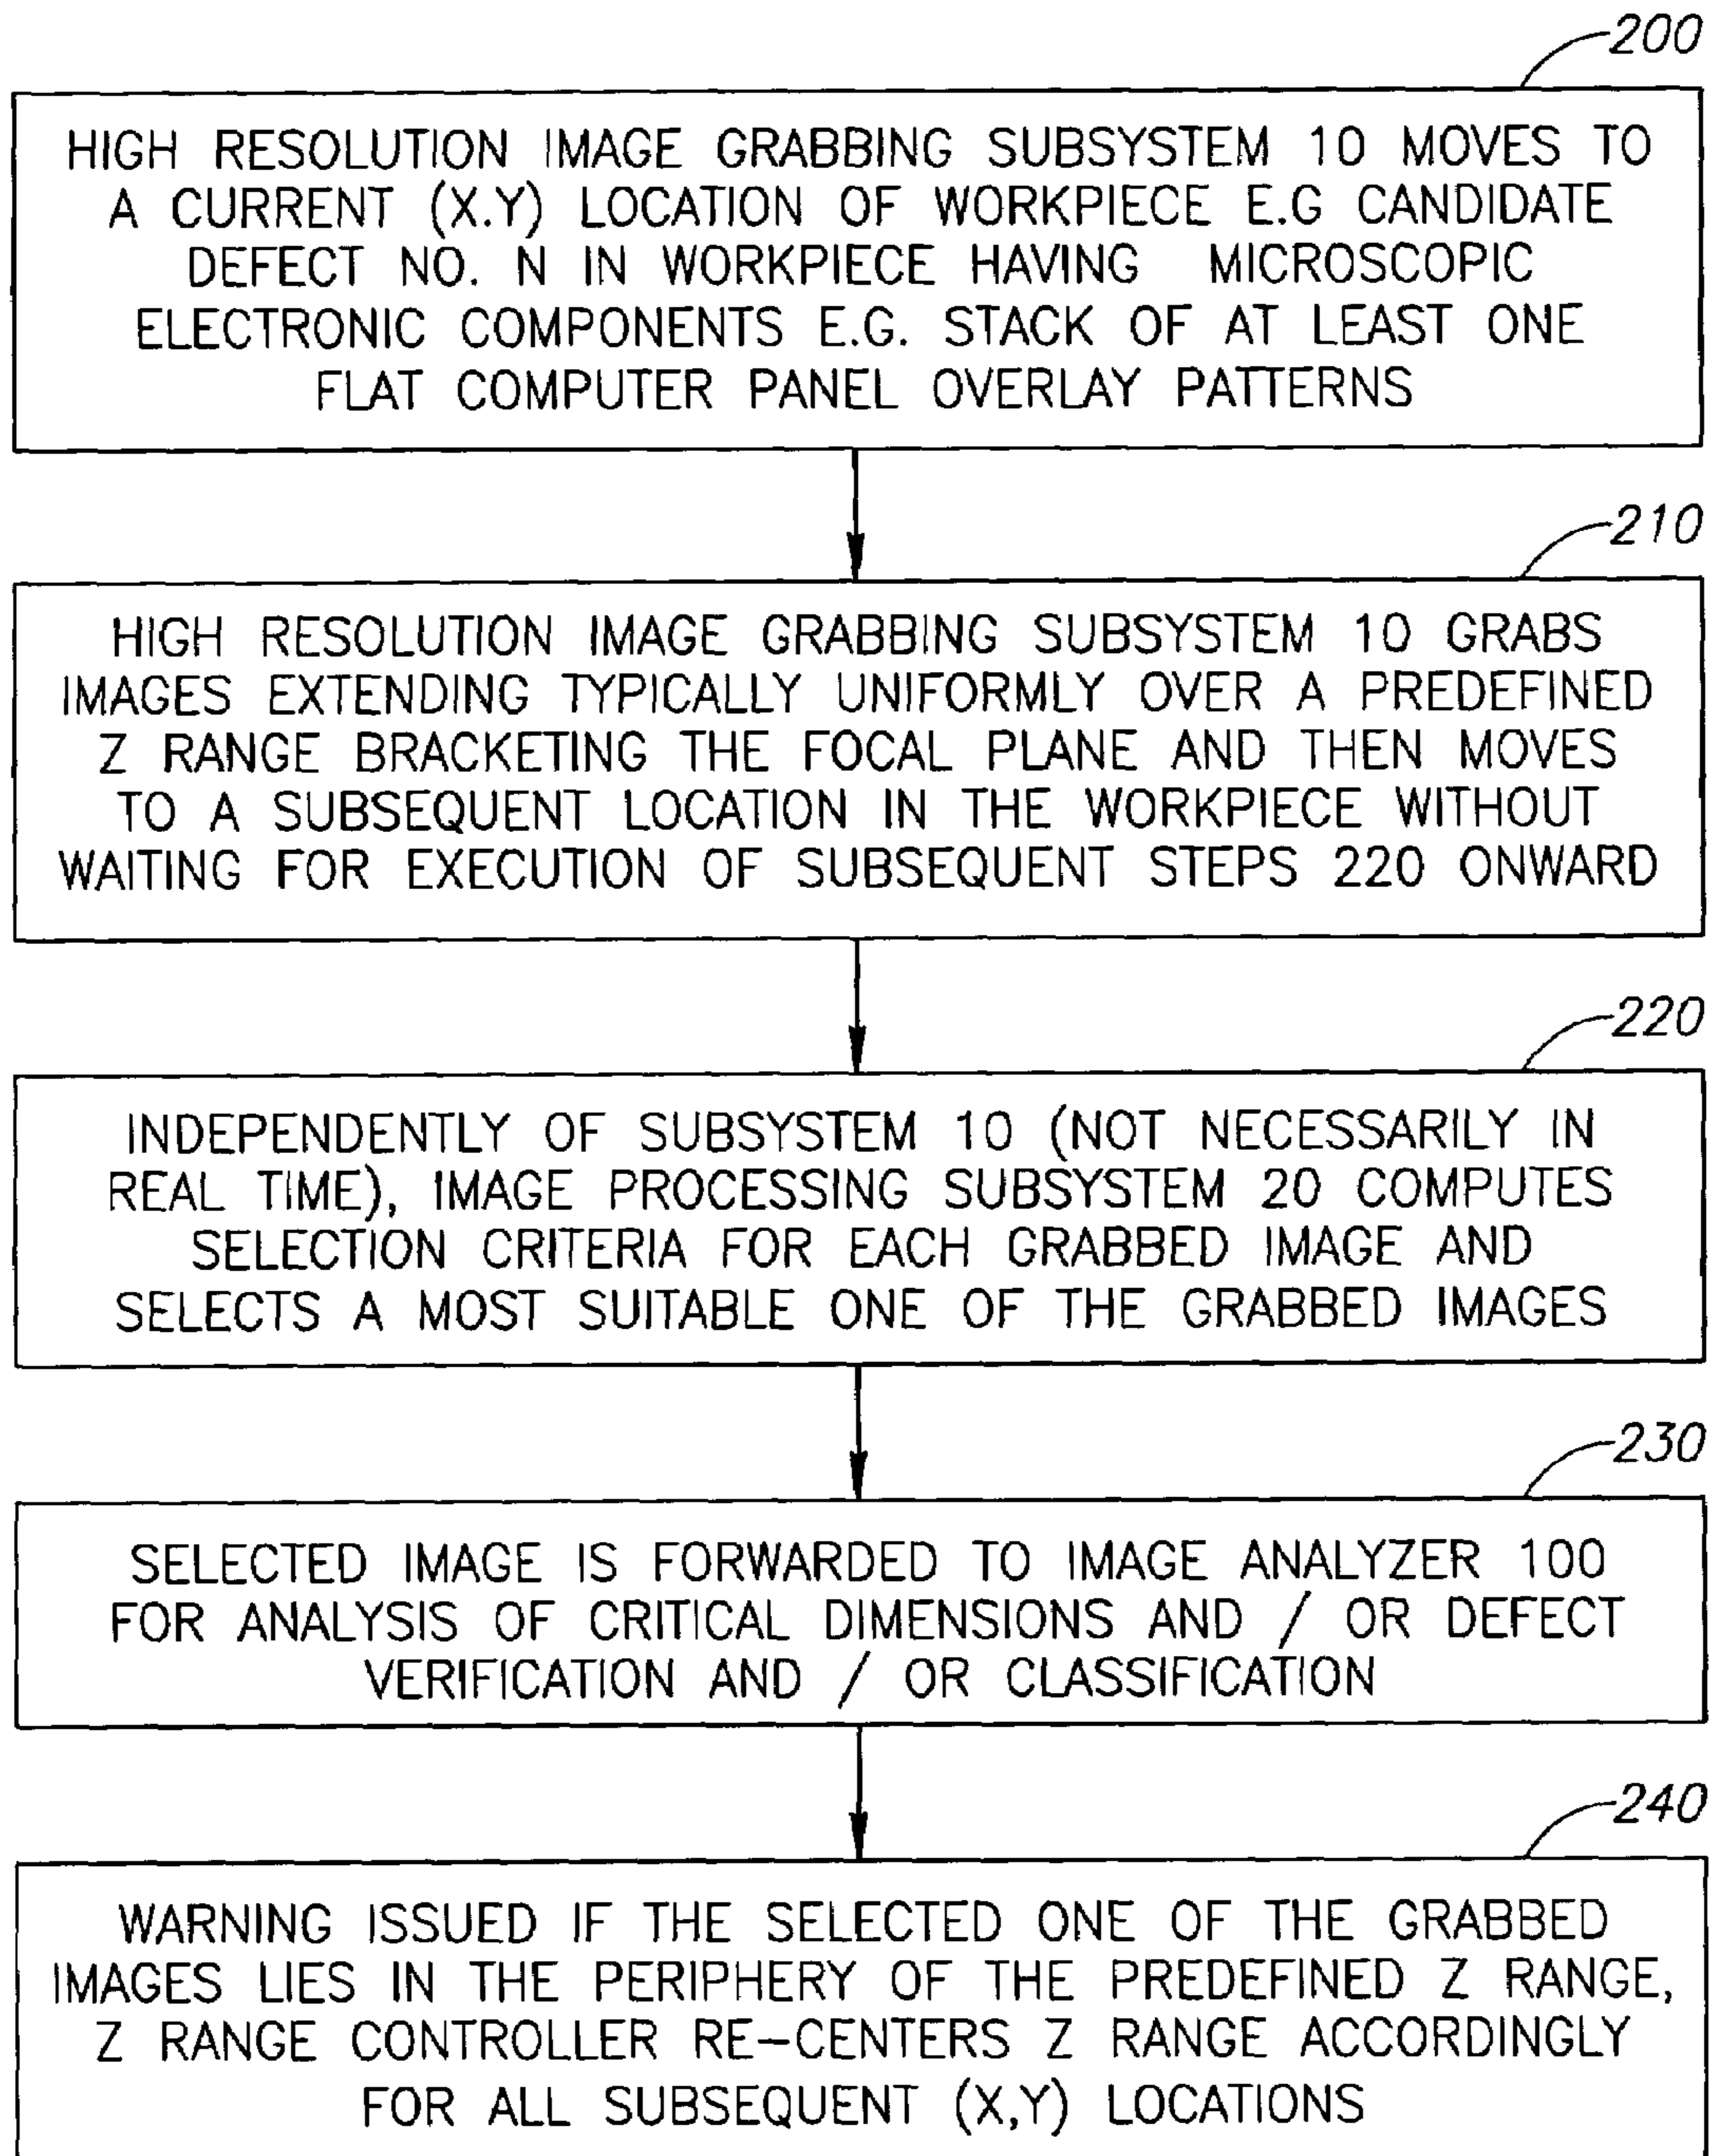 200
HIGH RESOLUTION IMAGE GRABBING SUBSYSTEM 10 MOVES TO
A CURRENT (X.Y) LOCATION OF WORKPIECE E.G CANDIDATE
DEFECT NO. N IN WORKPIECE HAVING MICROSCOPIC
ELECTRONIC COMPONENTS E.G. STACK OF AT LEAST ONE
FLAT COMPUTER PANEL OVERLAY PATTERNS
210
HIGH RESOLUTION IMAGE GRABBING SUBSYSTEM 10 GRABS
IMAGES EXTENDING TYPICALLY UNIFORMLY OVER A PREDEFINED
Z RANGE BRACKETING THE FOCAL PLANE AND THEN MOVES
TO A SUBSEQUENT LOCATION IN THE WORKPIECE WITHOUT
WAITING FOR EXECUTION OF SUBSEQUENT STEPS 220 ONWARD
220
INDEPENDENTLY OF SUBSYSTEM 10 (NOT NECESSARILY IN
REAL TIME), IMAGE PROCESSING SUBSYSTEM 20 COMPUTES
SELECTION CRITERIA FOR EACH GRABBED IMAGE AND
SELECTS A MOST SUITABLE ONE OF THE GRABBED IMAGES
230
SELECTED IMAGE IS FORWARDED TO IMAGE ANALYZER 100
FOR ANALYSIS OF CRITICAL DIMENSIONS AND / OR DEFECT
VERIFICATION AND / OR CLASSIFICATION
240
WARNING ISSUED IF THE SELECTED ONE OF THE GRABBED
IMAGES LIES IN THE PERIPHERY OF THE PREDEFINED Z RANGE,
Z RANGE CONTROLLER RE-CENTERS Z RANGE ACCORDINGLY
FOR ALL SUBSEQUENT (X,Y) LOCATIONS